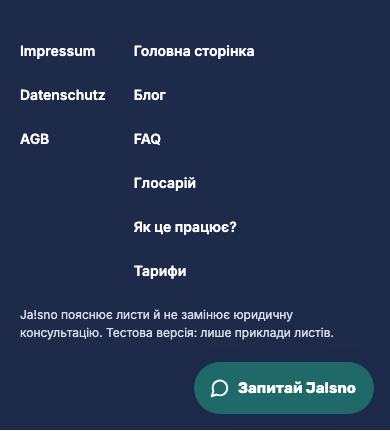 Impressum
Datenschutz
AGB
Головна сторінка
Блог
FAQ
Глосарій
Як це працює?
Тарифи
Ja!sno пояснює листи й не замінює юридичну
консультацію. Тестова версія: лише приклади листів.
Запитай Ja!sno